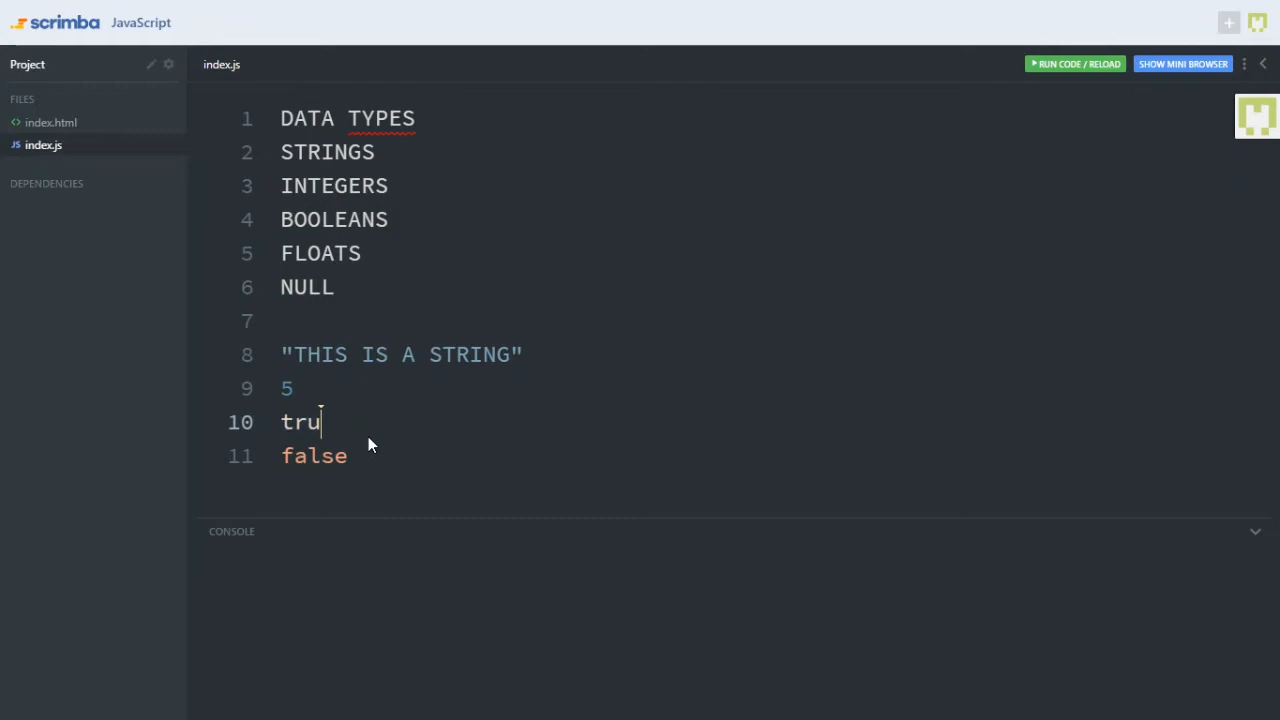 scrimba JavaScript
Project
index.js
RUN CODE / RELOAD
SHOW MINI BROWSER
FILES
index.html
JS index.js
DEPENDENCIES
1 DATA TYPES
2 STRINGS
3 INTEGERS
4 BOOLEANS
5 FLOATS
6 NULL
7
8 "THIS IS A STRING"
9 5
10 tru
11 false
CONSOLE